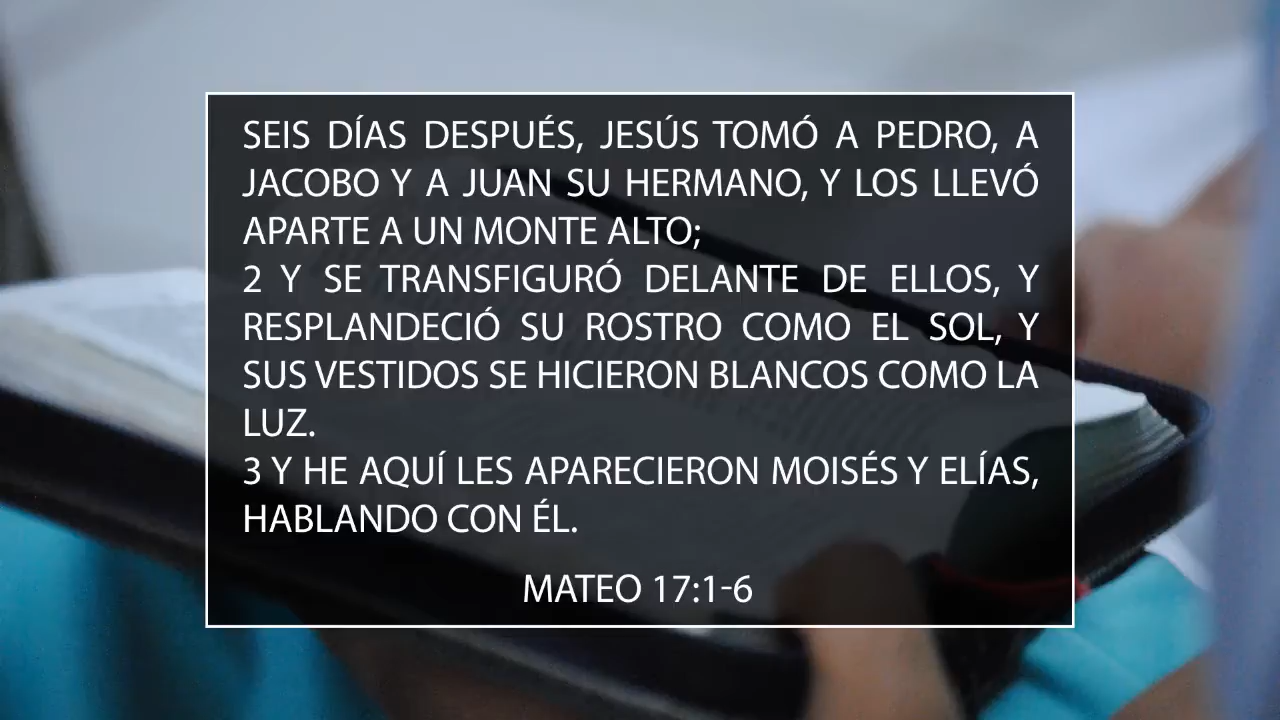 SEIS DÍAS DESPUÉS, JESÚS TOMÓ A PEDRO, A
JACOBO Y A JUAN SU HERMANO, Y LOS LLEVÓ
APARTE A UN MONTE ALTO;
2 Y SE TRANSFIGURÓ DELANTE DE ELLOS, Y
RESPLANDECIÓ SU ROSTRO COMO EL SOL, Y
SUS VESTIDOS SE HICIERON BLANCOS COMO LA
LUZ.
3 Y HE AQUÍ LES APARECIERON MOISÉS Y ELÍAS,
HABLANDO CON ÉL.
MATEO 17:1-6